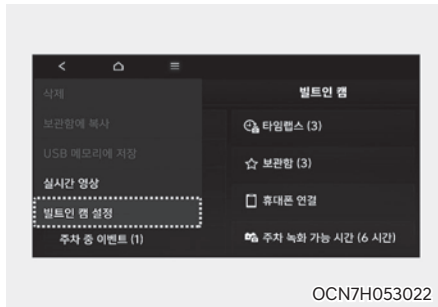 삭제
보관함에 복사
USB 메모리에 저장
실시간 영상
빌트인 캠 설정
주차 중 이벤트 (1)
빌트인 캠
타임랩스 (3)
보관함 (3)
휴대폰 연결
주차 녹화 가능 시간 (6 시간)
OCN7H053022